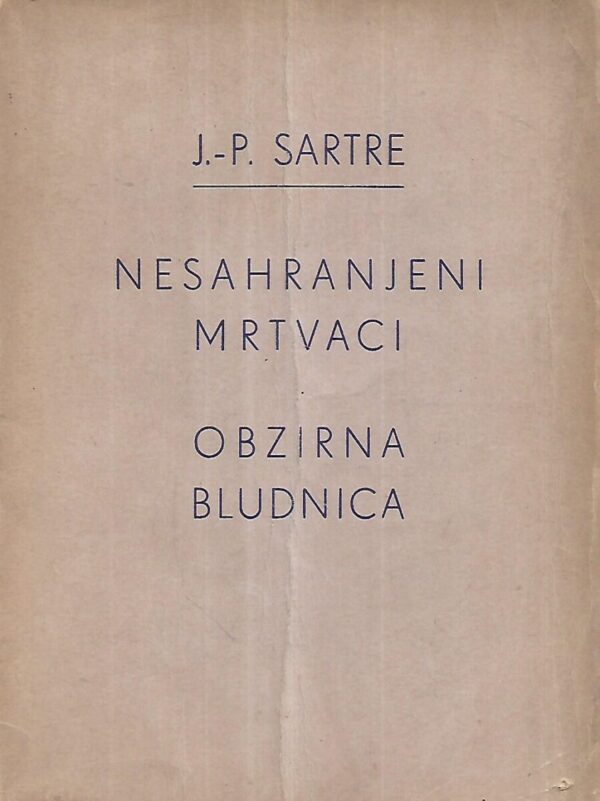 J.-P. SARTRE
NESAHRANJENI
MRTVACI
OBZIRNA
BLUDNICA